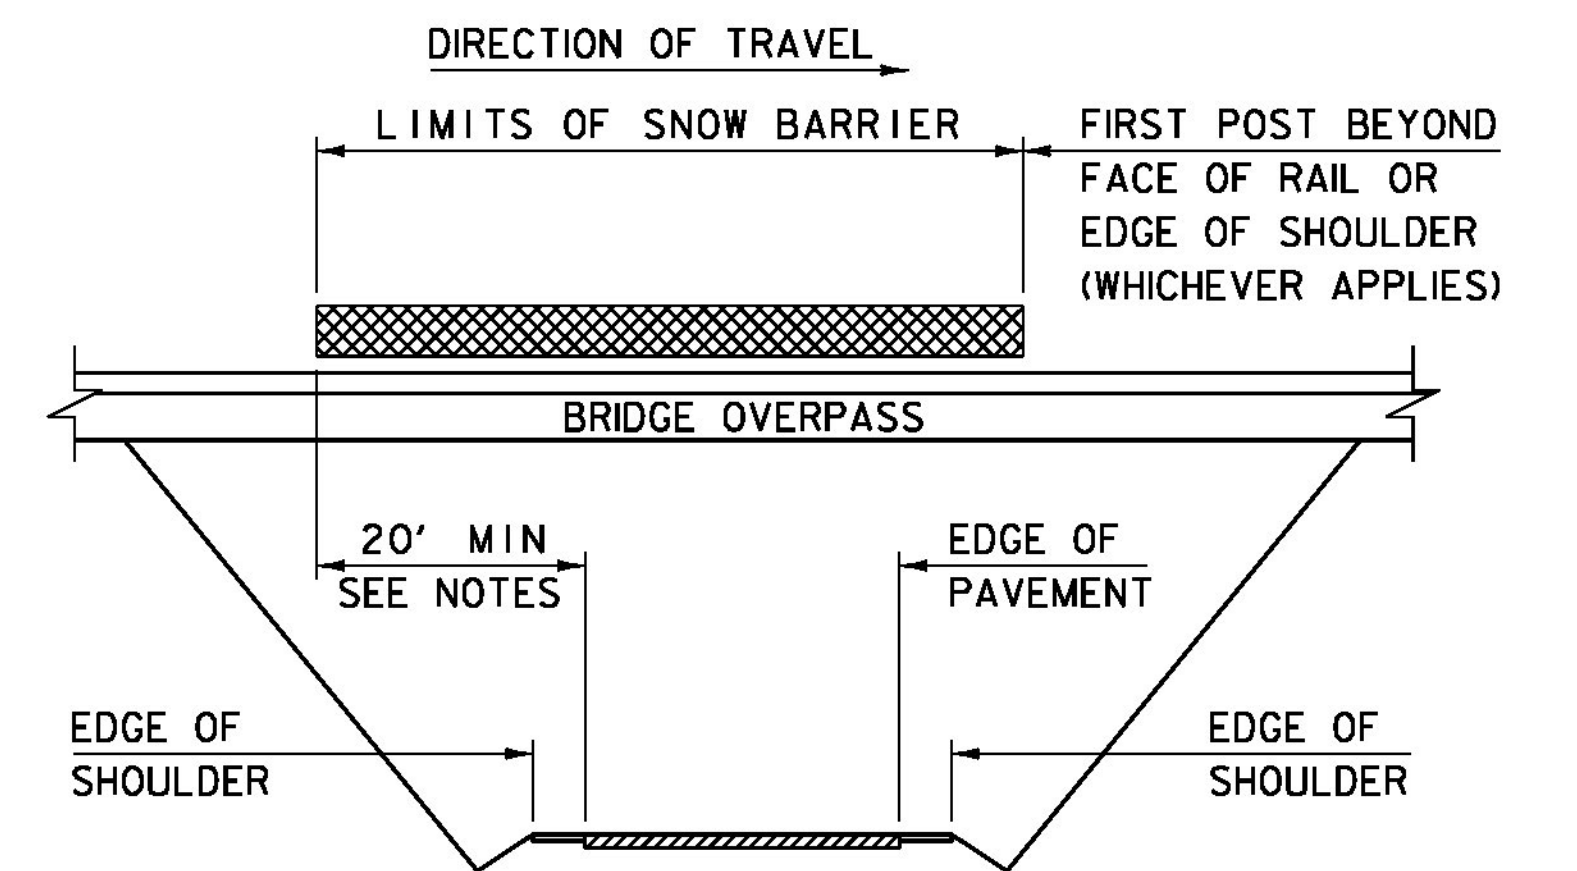 DIRECTION OF TRAVEL
LIMITS OF SNOW BARRIER
FIRST POST BEYOND
FACE OF RAIL OR
EDGE OF SHOULDER
(WHICHEVER APPLIES)
BRIDGE OVERPASS
20' MIN
SEE NOTES
EDGE OF
PAVEMENT
EDGE OF
SHOULDER
EDGE OF
SHOULDER